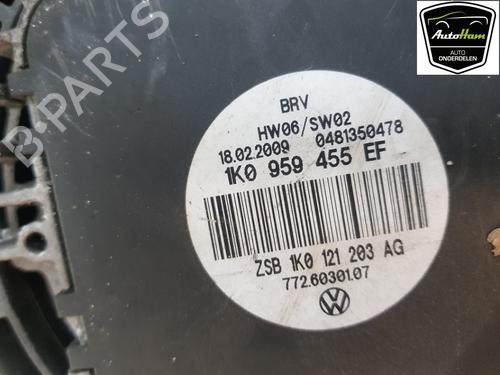 B-PARTS
AutoHam
AUTO
ONDERDELEN
BRV
HW06/SW02
18.02.2009 0481350478
1K0 959 455 EF
ZSB 1K0 121 203 AG
772.60301.07